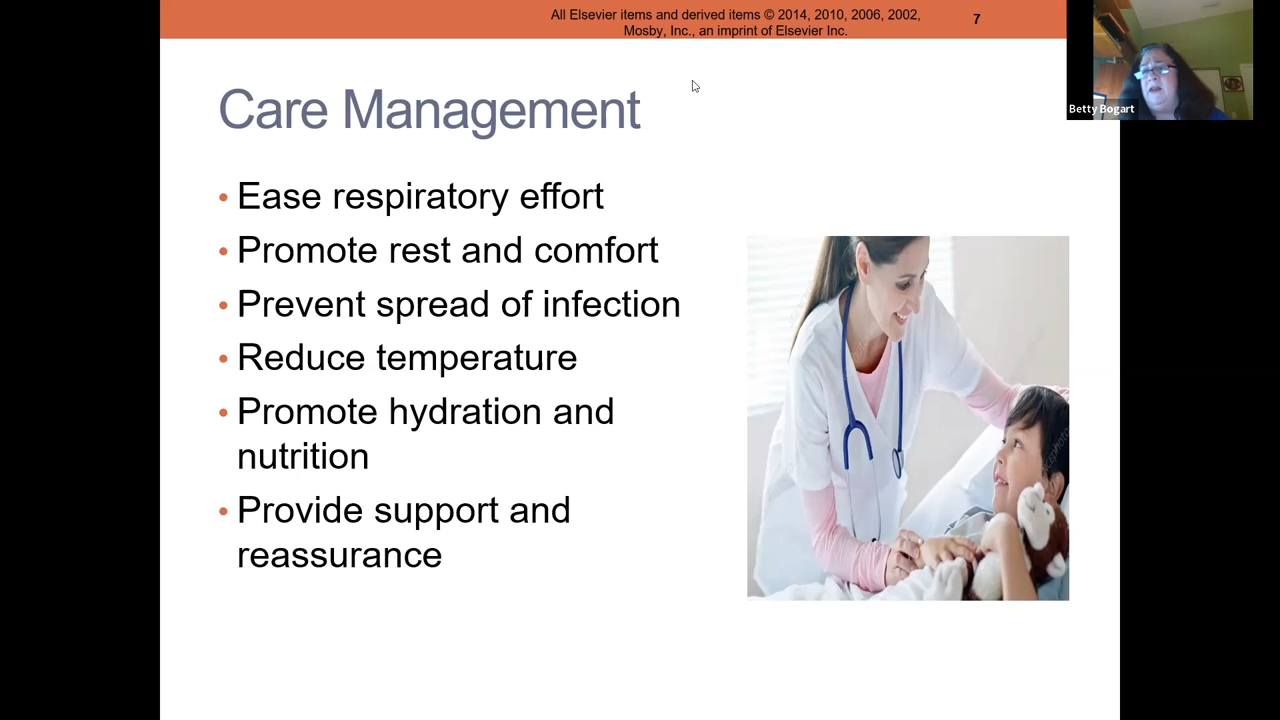 All Elsevier items and derived items © 2014, 2010, 2006, 2002,
Mosby, Inc., an imprint of Elsevier Inc.
7
Betty Bogart
Care Management
• Ease respiratory effort
• Promote rest and comfort
• Prevent spread of infection
• Reduce temperature
• Promote hydration and
nutrition
• Provide support and
reassurance